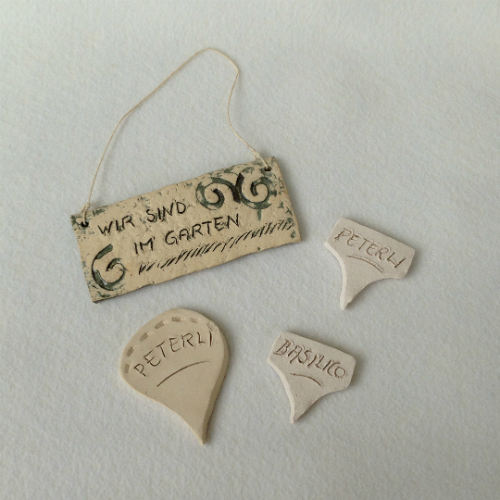 WIR SIND
IM GARTEN
PETERLI
PETERLI
BASILICO